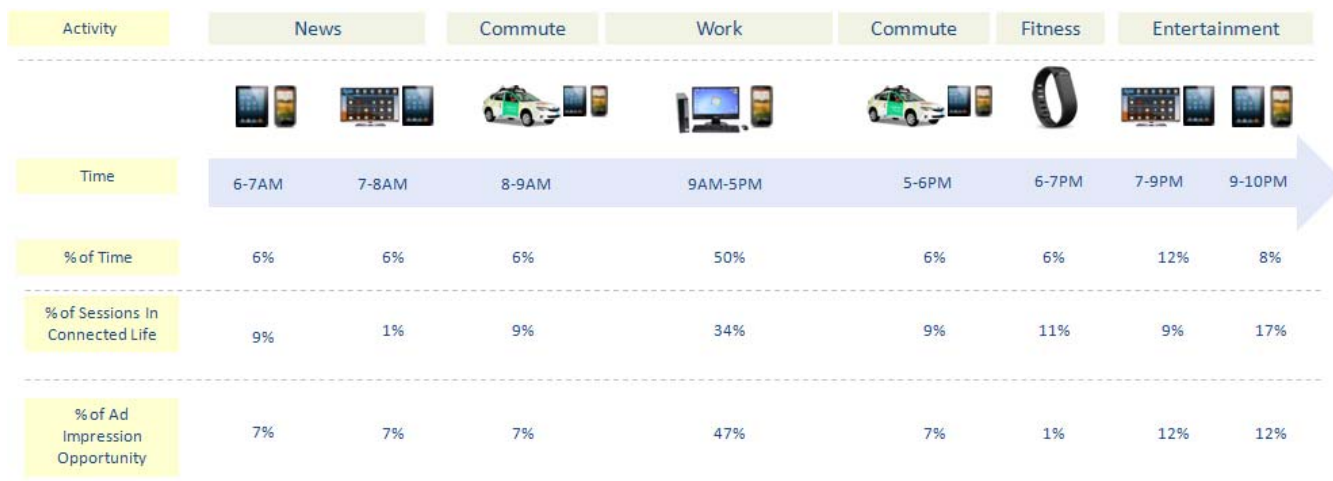 Activity News Commute Work Commute Fitness Entertainment
Time 6-7AM 7-8AM 8-9AM 9AM-5PM 5-6PM 6-7PM 7-9PM 9-10PM
% of Time 6% 6% 6% 50% 6% 6% 12% 8%
% of Sessions In
Connected Life 9% 1% 9% 34% 9% 11% 9% 17%
% of Ad
Impression
Opportunity 7% 7% 7% 47% 7% 1% 12% 12%